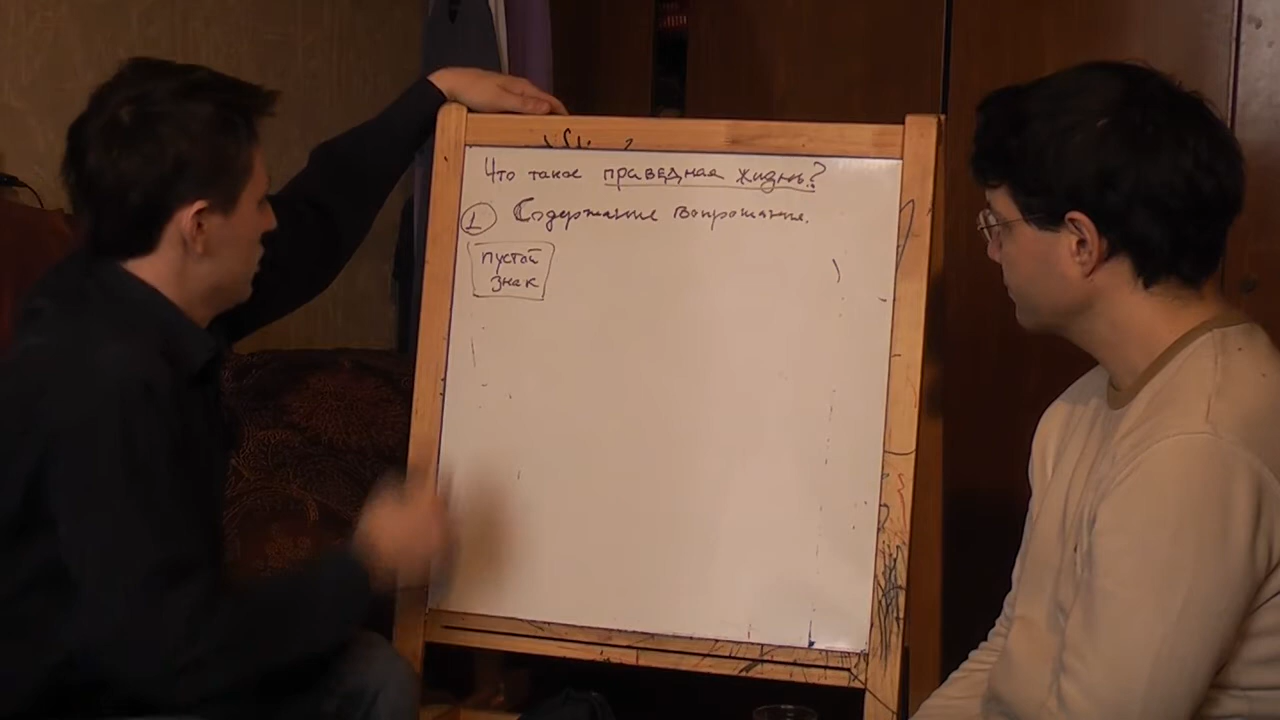 Что такое праведная жизнь?
1 Содержание вопрошания.
пустой
знак